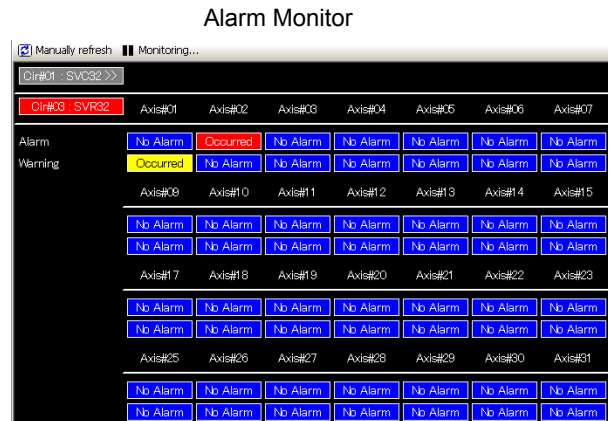 Alarm Monitor
Manually refresh Monitoring...
Cir#01 : SVC32 >>
Cir#03 : SVR32 Axis#01 Axis#02 Axis#03 Axis#04 Axis#05 Axis#06 Axis#07
Alarm No Alarm Occurred No Alarm No Alarm No Alarm No Alarm No Alarm
Warning Occurred No Alarm No Alarm No Alarm No Alarm No Alarm No Alarm
Axis#09 Axis#10 Axis#11 Axis#12 Axis#13 Axis#14 Axis#15
No Alarm No Alarm No Alarm No Alarm No Alarm No Alarm No Alarm
No Alarm No Alarm No Alarm No Alarm No Alarm No Alarm No Alarm
Axis#17 Axis#18 Axis#19 Axis#20 Axis#21 Axis#22 Axis#23
No Alarm No Alarm No Alarm No Alarm No Alarm No Alarm No Alarm
No Alarm No Alarm No Alarm No Alarm No Alarm No Alarm No Alarm
Axis#25 Axis#26 Axis#27 Axis#28 Axis#29 Axis#30 Axis#31
No Alarm No Alarm No Alarm No Alarm No Alarm No Alarm No Alarm
No Alarm No Alarm No Alarm No Alarm No Alarm No Alarm No Alarm